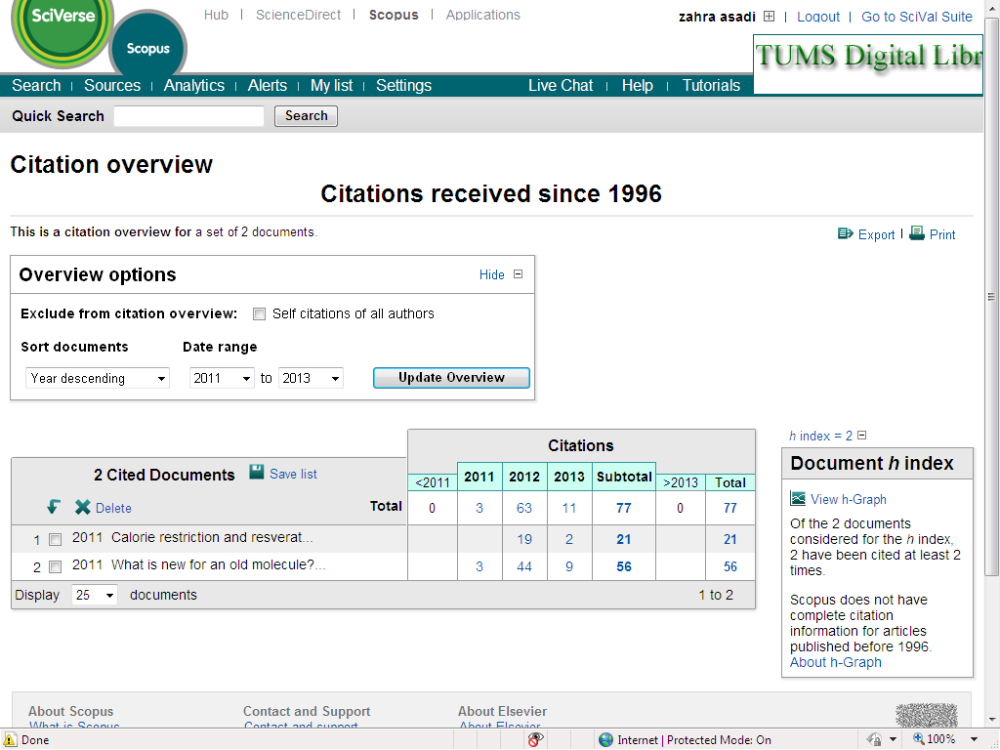 SciVerse
Scopus
Hub | ScienceDirect | Scopus | Applications
zahra asadi | Logout | Go to SciVal Suite
TUMS Digital Libr
Search | Sources | Analytics | Alerts | My list | Settings
Live Chat | Help | Tutorials
Quick Search Search
Citation overview
Citations received since 1996
This is a citation overview for a set of 2 documents.
Export | Print
Overview options Hide
Exclude from citation overview: Self citations of all authors
Sort documents Date range
Year descending 2011 to 2013 Update Overview
Citations
2 Cited Documents Save list
<2011 2011 2012 2013 Subtotal >2013 Total
Delete Total 0 3 63 11 77 0 77
1 2011 Calorie restriction and resverat... 19 2 21 21
2 2011 What is new for an old molecule?... 3 44 9 56 56
Display 25 documents 1 to 2
h index = 2
Document h index
View h-Graph
Of the 2 documents
considered for the h index,
2 have been cited at least 2
times.
Scopus does not have
complete citation
information for articles
published before 1996.
About h-Graph
About Scopus Contact and Support About Elsevier
What is Scopus Contact and support About Elsevier
Done Internet | Protected Mode: On 100%